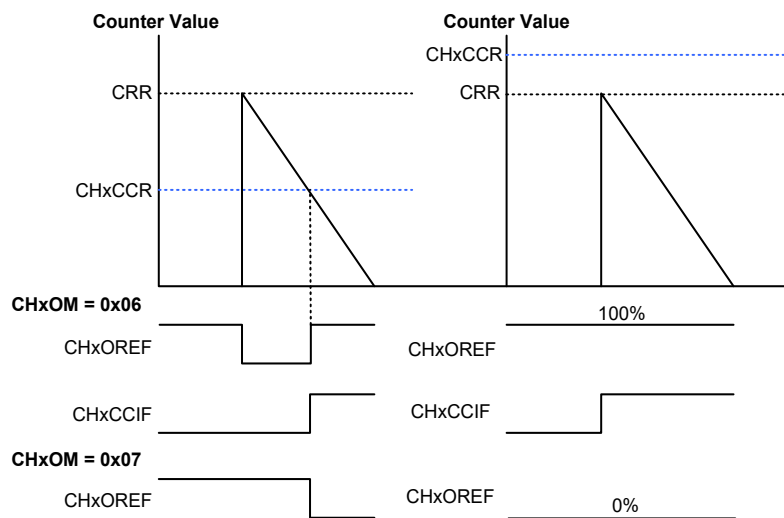 Counter Value
CRR
CHxCCR
Counter Value
CHxCCR
CRR
CHxOM = 0x06
CHxOREF
CHxOREF
100%
CHxCCIF
CHxCCIF
CHxOM = 0x07
CHxOREF
CHxOREF
0%